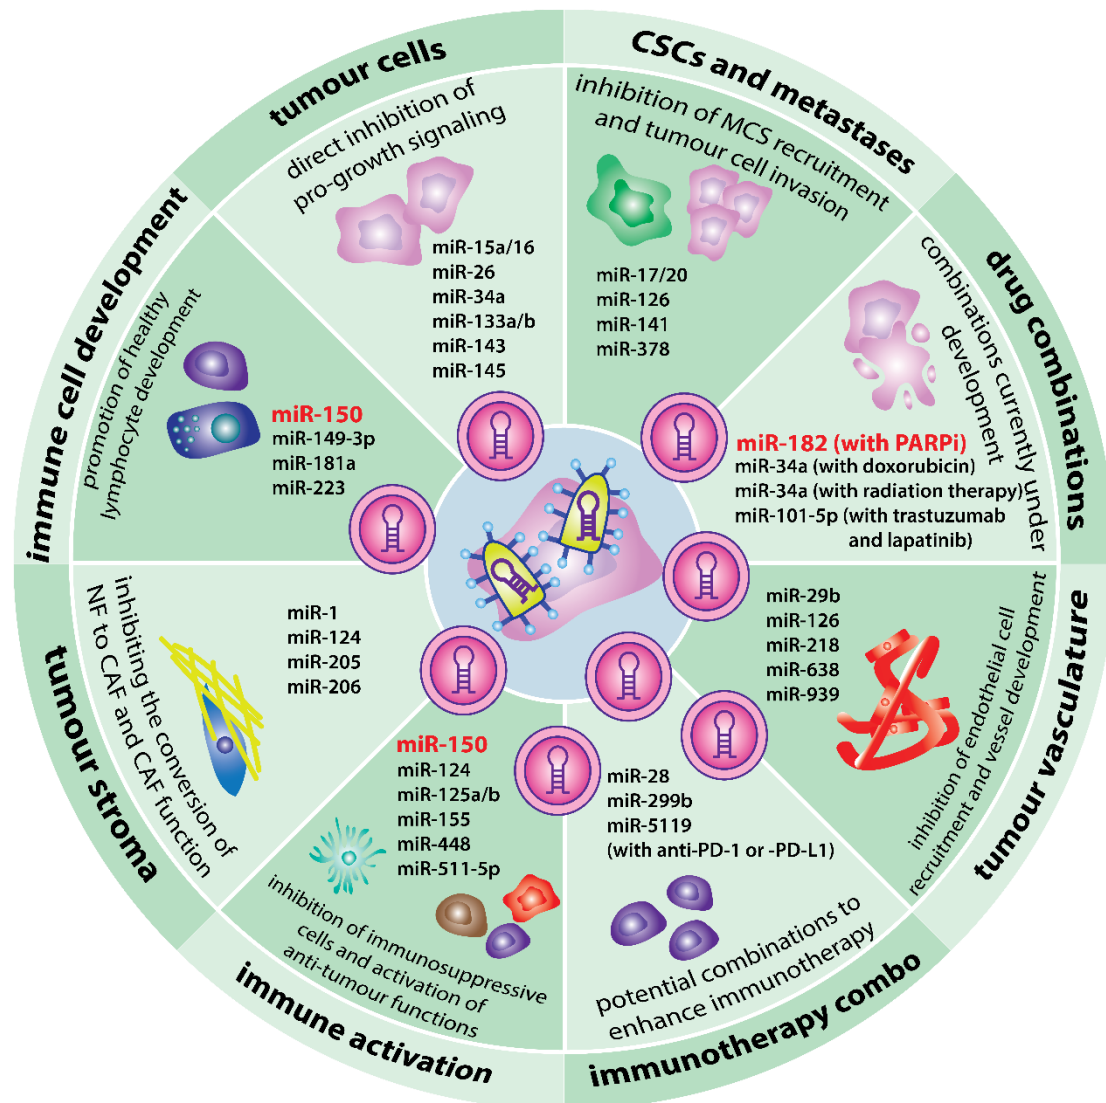 tumour cells
direct inhibition of
pro-growth signaling
miR-15a/16
miR-26
miR-34a
miR-133a/b
miR-143
miR-145
CSCs and metastases
inhibition of MCS recruitment
and tumour cell invasion
miR-17/20
miR-126
miR-141
miR-378
drug combinations
combinations currently under
development
miR-182 (with PARPi)
miR-34a (with doxorubicin)
miR-34a (with radiation therapy)
miR-101-5p (with trastuzumab
and lapatinib)
tumour vasculature
inhibition of endothelial cell
recruitment and vessel development
miR-29b
miR-126
miR-218
miR-638
miR-939
immunotherapy combo
potential combinations to
enhance immunotherapy
miR-28
miR-299b
miR-5119
(with anti-PD-1 or -PD-L1)
immune activation
inhibition of immunosuppressive
cells and activation of
anti-tumour functions
miR-150
miR-124
miR-125a/b
miR-155
miR-448
miR-511-5p
tumour stroma
inhibiting the conversion of
NF to CAF and CAF function
miR-1
miR-124
miR-205
miR-206
immune cell development
promotion of healthy
lymphocyte development
miR-150
miR-149-3p
miR-181a
miR-223